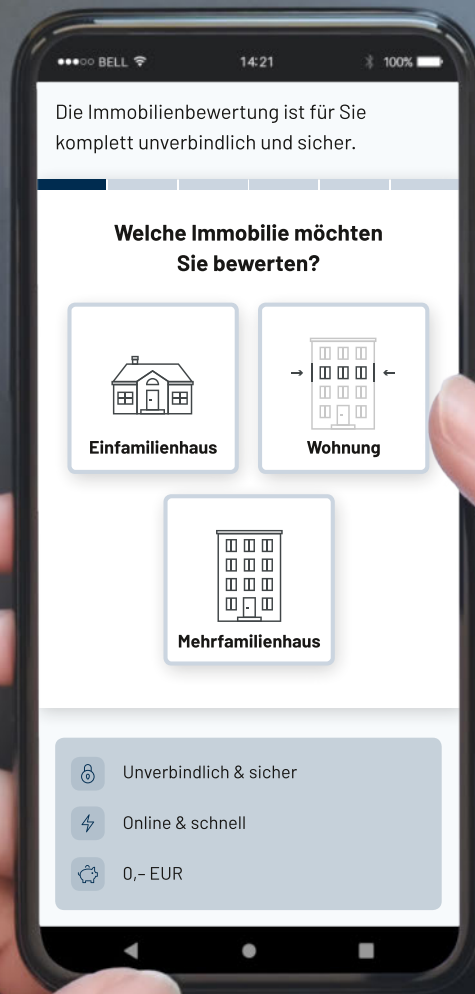 BELL 14:21 100%
Die Immobilienbewertung ist für Sie
komplett unverbindlich und sicher.
Welche Immobilie möchten
Sie bewerten?
Einfamilienhaus Wohnung
Mehrfamilienhaus
Unverbindlich & sicher
Online & schnell
0,– EUR